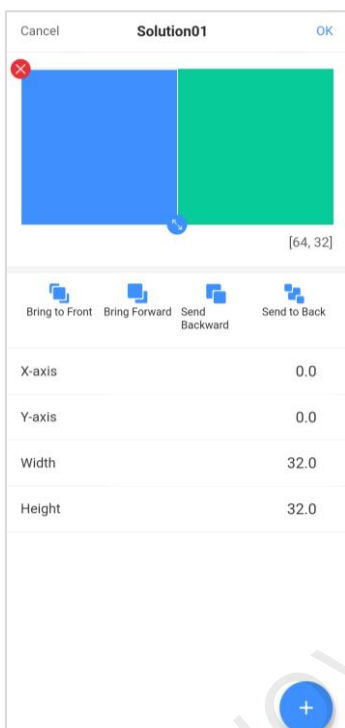 Cancel
Solution01
OK
[64, 32]
Bring to Front
Bring Forward
Send
Backward
Send to Back
X-axis
0.0
Y-axis
0.0
Width
32.0
Height
32.0